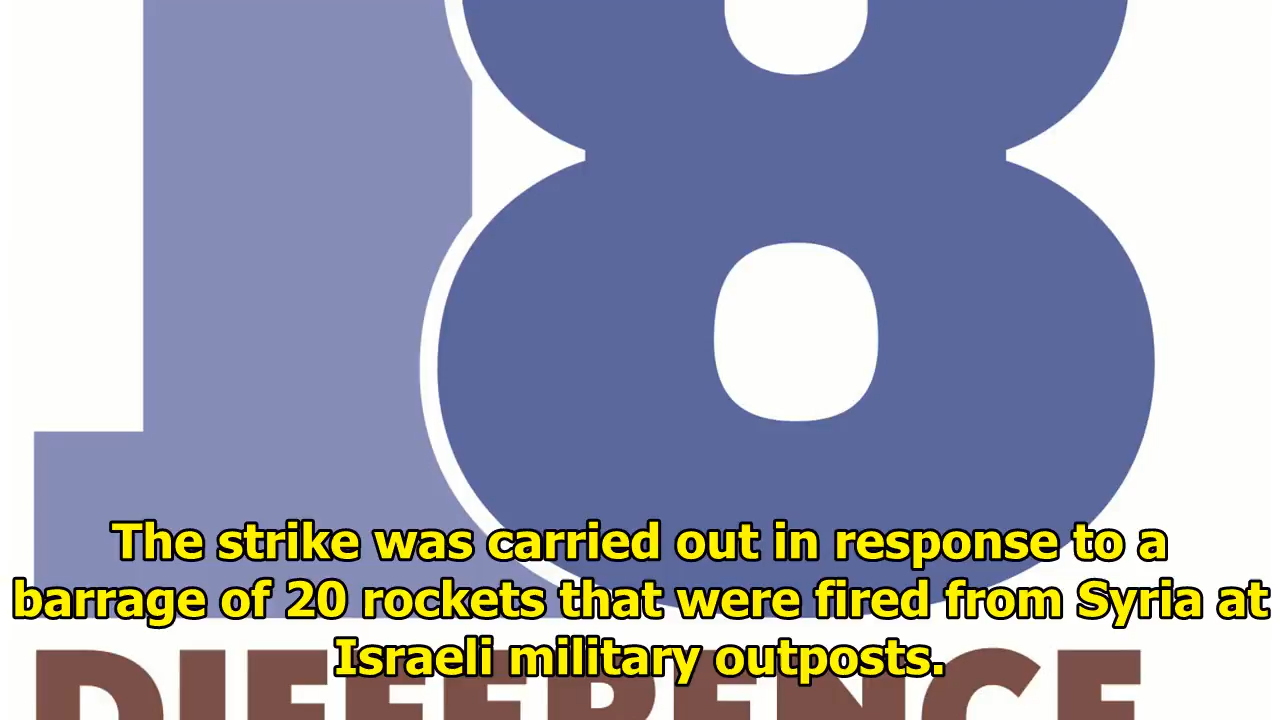 18
The strike was carried out in response to a
barrage of 20 rockets that were fired from Syria at
Israeli military outposts.
DIFFERENCE